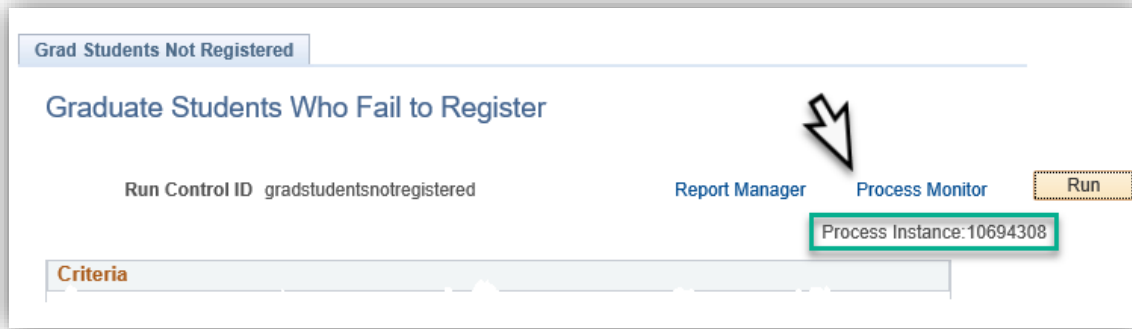 Grad Students Not Registered
Graduate Students Who Fail to Register
Run Control ID gradstudentsnotregistered Report Manager Process Monitor Run
Process Instance:10694308
Criteria